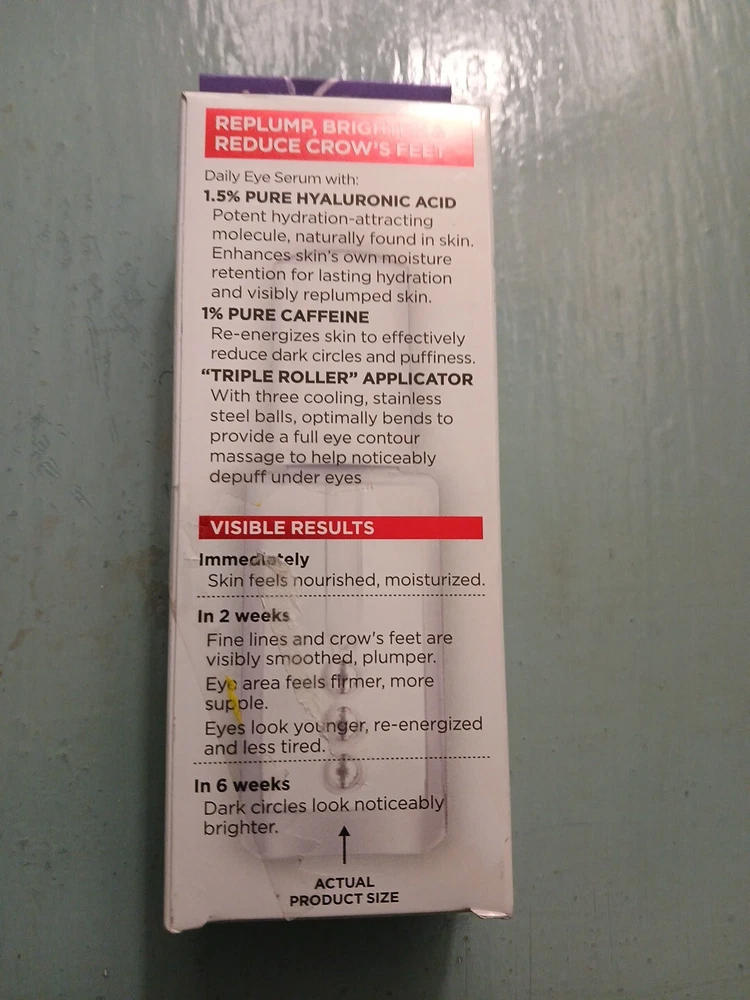 REPLUMP, BRIGH
REDUCE CROW'S FEET
Daily Eye Serum with:
1.5% PURE HYALURONIC ACID
Potent hydration-attracting
molecule, naturally found in skin.
Enhances skin's own moisture
retention for lasting hydration
and visibly replumped skin.
1% PURE CAFFEINE
Re-energizes skin to effectively
reduce dark circles and puffiness.
“TRIPLE ROLLER” APPLICATOR
With three cooling, stainless
steel balls, optimally bends to
provide a full eye contour
massage to help noticeably
depuff under eyes
VISIBLE RESULTS
Immediately
Skin feels nourished, moisturized.
In 2 weeks
Fine lines and crow's feet are
visibly smoothed, plumper.
Eye area feels firmer, more
supple.
Eyes look younger, re-energized
and less tired.
In 6 weeks
Dark circles look noticeably
brighter.
ACTUAL
PRODUCT SIZE